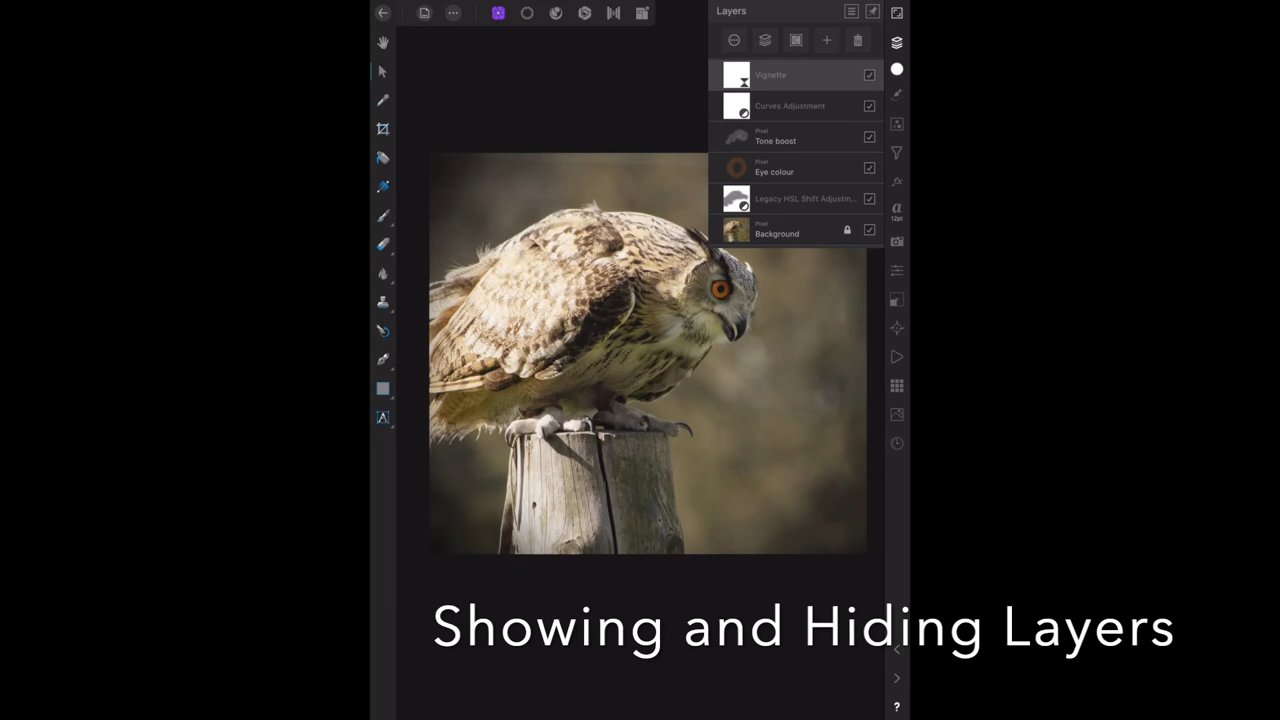 Layers
Vignette
Curves Adjustment
Pixel
Tone boost
Pixel
Eye colour
Legacy HSL Shift Adjustm...
Pixel
Background
a
12pt
A
Showing and Hiding Layers
?